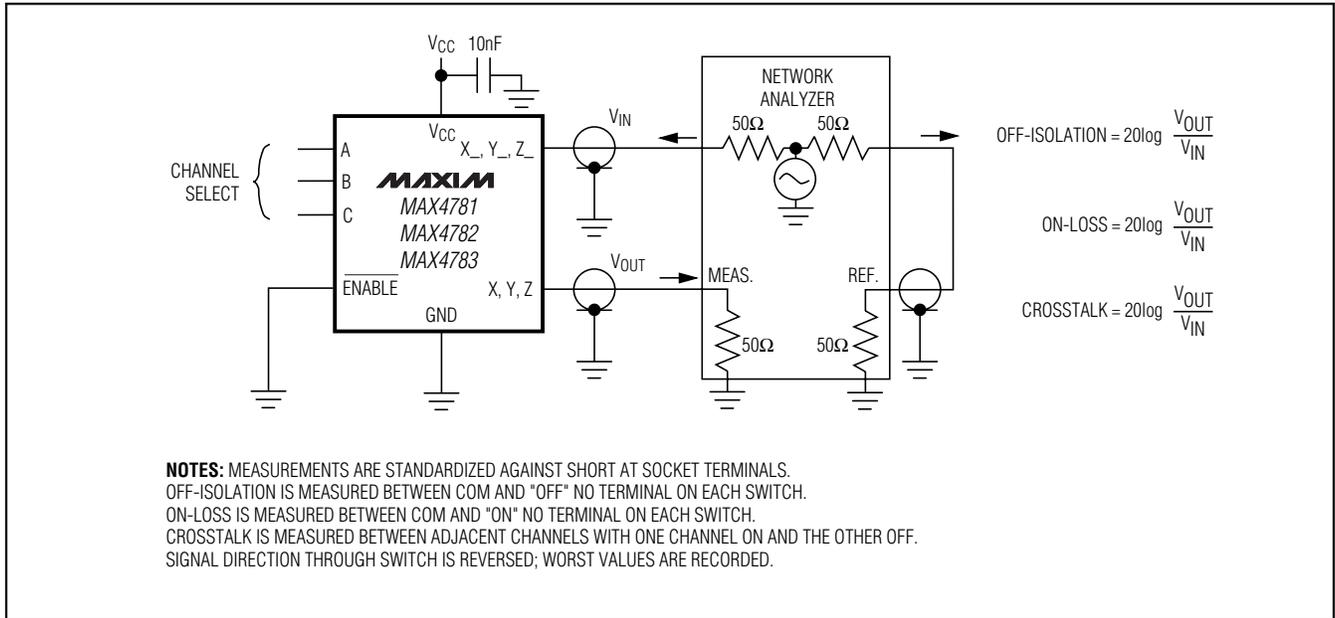 VCC 10nF
NETWORK
ANALYZER
50Ω 50Ω
VIN
VCC
X_, Y_, Z_
CHANNEL
SELECT
A
B
C
MAXIM
MAX4781
MAX4782
MAX4783
ENABLE
X, Y, Z
GND
VOUT
MEAS.
REF.
50Ω
50Ω
OFF-ISOLATION = 20log VOUT
VIN
ON-LOSS = 20log VOUT
VIN
CROSSTALK = 20log VOUT
VIN
NOTES: MEASUREMENTS ARE STANDARDIZED AGAINST SHORT AT SOCKET TERMINALS.
OFF-ISOLATION IS MEASURED BETWEEN COM AND "OFF" NO TERMINAL ON EACH SWITCH.
ON-LOSS IS MEASURED BETWEEN COM AND "ON" NO TERMINAL ON EACH SWITCH.
CROSSTALK IS MEASURED BETWEEN ADJACENT CHANNELS WITH ONE CHANNEL ON AND THE OTHER OFF.
SIGNAL DIRECTION THROUGH SWITCH IS REVERSED; WORST VALUES ARE RECORDED.